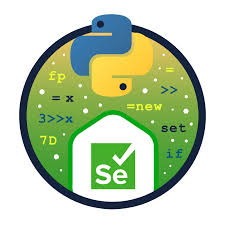 fp
=
>>
= x
=new
3>>x
set
7D
if
Se